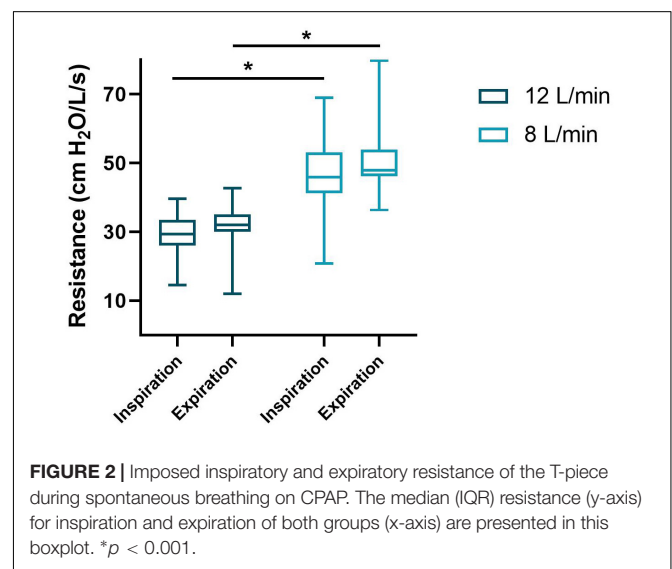 *
*
Resistance (cm H₂O/L/s)
70
50
30
10
Inspiration
Expiration
Inspiration
Expiration
12 L/min
8 L/min
FIGURE 2 | Imposed inspiratory and expiratory resistance of the T-piece
during spontaneous breathing on CPAP. The median (IQR) resistance (y-axis)
for inspiration and expiration of both groups (x-axis) are presented in this
boxplot. *p < 0.001.